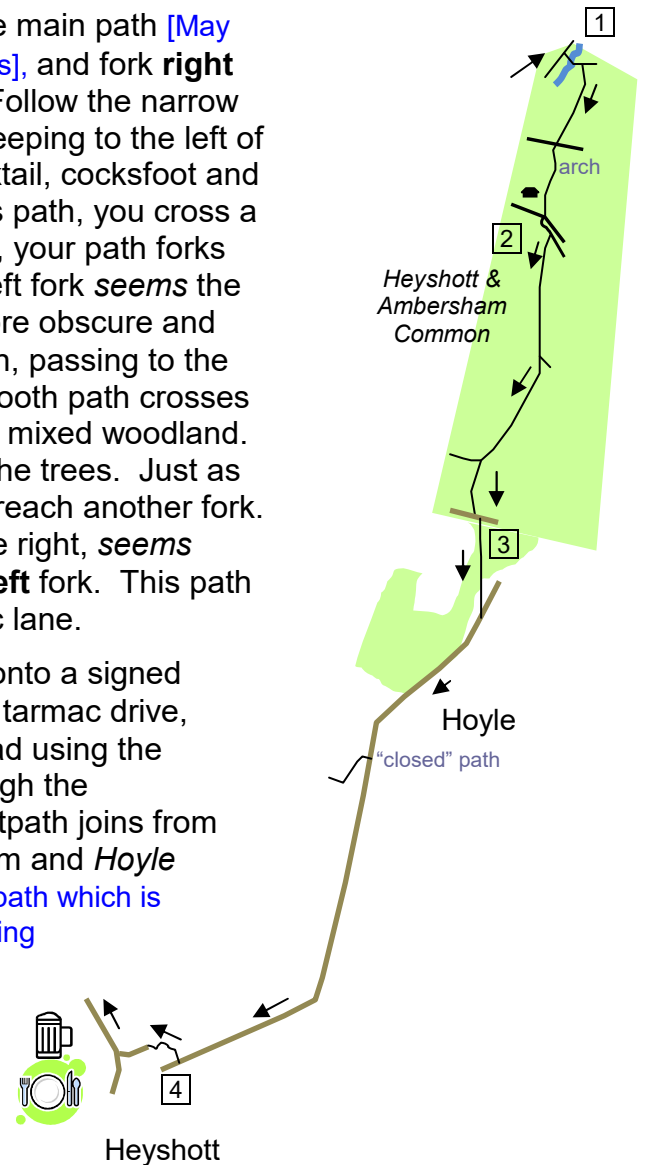 e main path [May
s], and fork right
Follow the narrow
eeping to the left of
tail, cocksfoot and
s path, you cross a
, your path forks
eft fork seems the
ore obscure and
n, passing to the
ooth path crosses
mixed woodland.
he trees. Just as
reach another fork.
e right, seems
eft fork. This path
c lane.
onto a signed
tarmac drive,
ad using the
gh the
tpath joins from
m and Hoyle
path which is
ing
1
arch
2
Heyshott &
Ambersham
Common
3
Hoyle
“closed” path
4
Heyshott